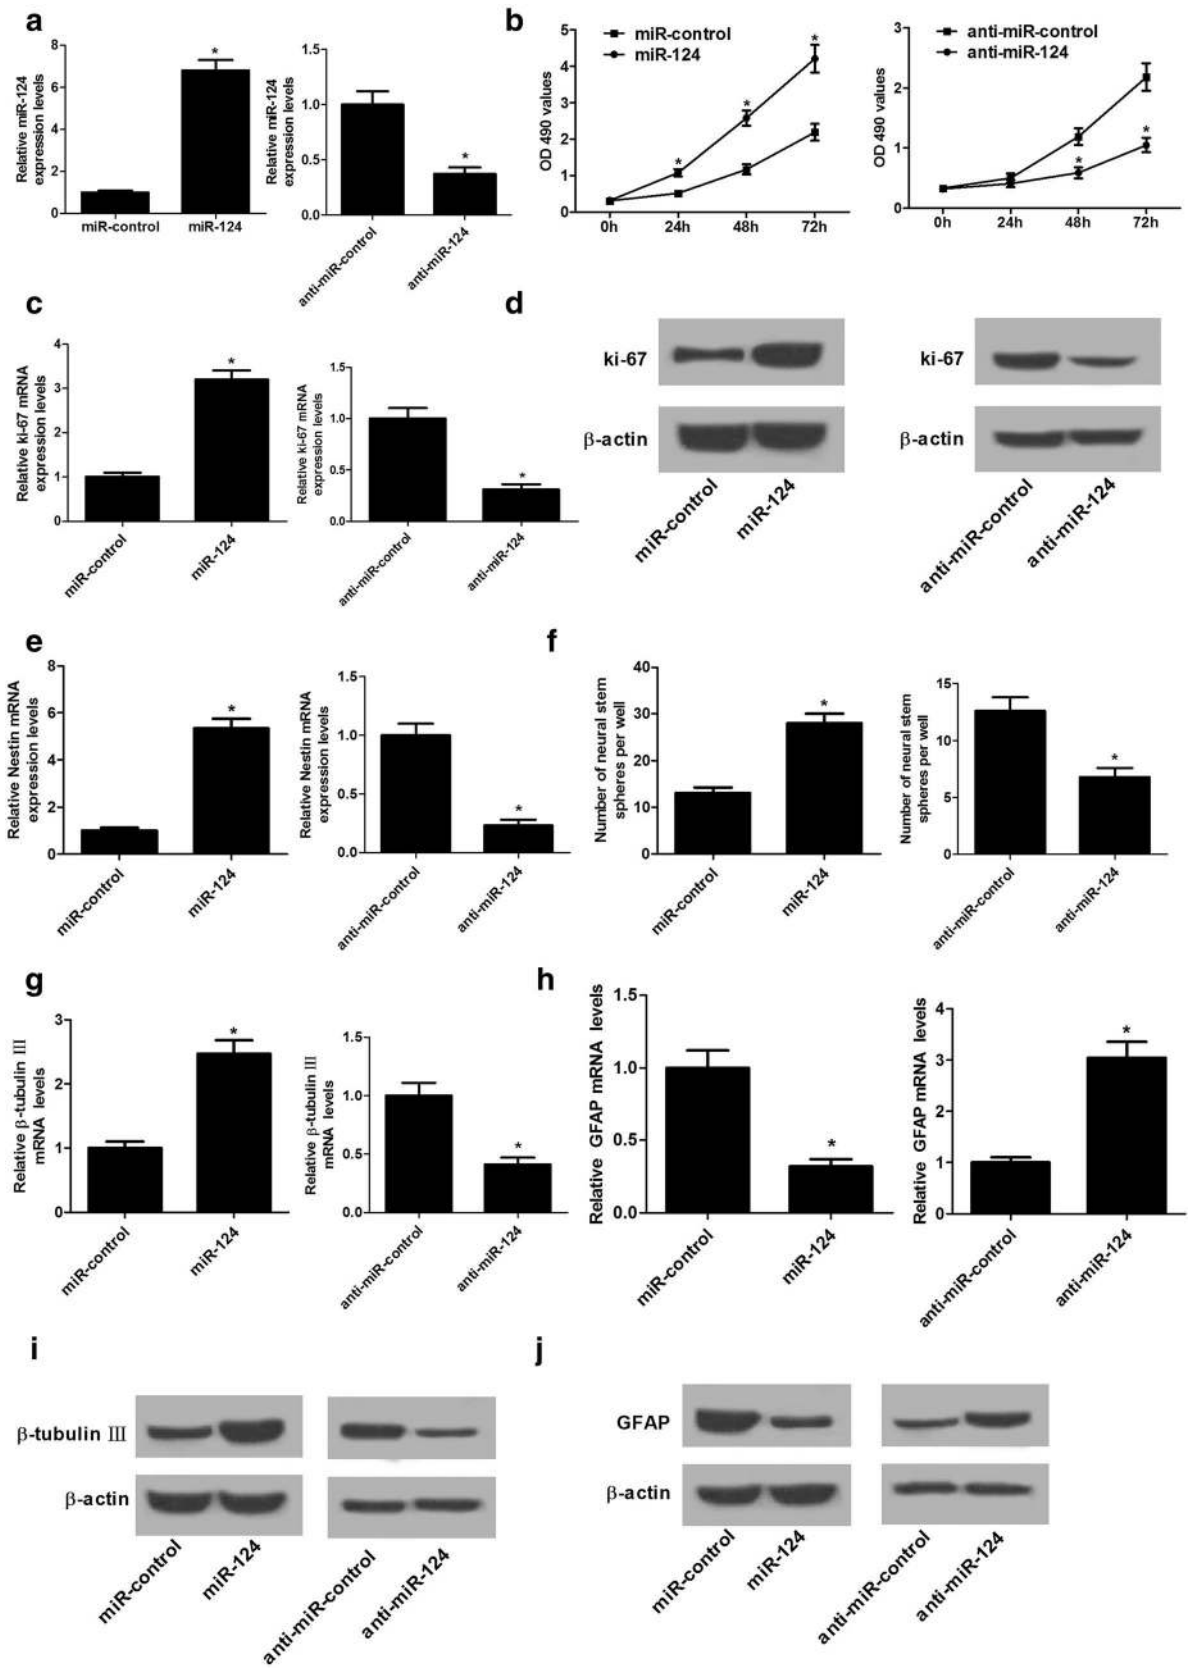 a
Relative miR-124
expression levels
8
6
4
2
0
*
miR-control
miR-124
Relative miR-124
expression levels
1.5
1.0
0.5
0.0
*
anti-miR-control
anti-miR-124
b
OD 490 values
5
4
3
2
1
0
miR-control
miR-124
*
*
*
0h
24h
48h
72h
OD 490 values
3
2
1
0
anti-miR-control
anti-miR-124
*
*
0h
24h
48h
72h
c
Relative ki-67 mRNA
expression levels
4
3
2
1
0
*
miR-control
miR-124
Relative ki-67 mRNA
expression levels
1.5
1.0
0.5
0.0
*
anti-miR-control
anti-miR-124
d
ki-67
β-actin
miR-control
miR-124
ki-67
β-actin
anti-miR-control
anti-miR-124
e
Relative Nestin mRNA
expression levels
8
6
4
2
0
*
miR-control
miR-124
Relative Nestin mRNA
expression levels
1.5
1.0
0.5
0.0
*
anti-miR-control
anti-miR-124
f
Number of neural stem
spheres per well
40
30
20
10
0
*
miR-control
miR-124
Number of neural stem
spheres per well
15
10
5
0
*
anti-miR-control
anti-miR-124
g
Relative β-tubulin III
mRNA levels
3
2
1
0
*
miR-control
miR-124
Relative β-tubulin III
mRNA levels
1.5
1.0
0.5
0.0
*
anti-miR-control
anti-miR-124
h
Relative GFAP mRNA levels
1.5
1.0
0.5
0.0
*
miR-control
miR-124
Relative GFAP mRNA levels
4
3
2
1
0
*
anti-miR-control
anti-miR-124
i
β-tubulin III
β-actin
miR-control
miR-124
anti-miR-control
anti-miR-124
j
GFAP
β-actin
miR-control
miR-124
anti-miR-control
anti-miR-124